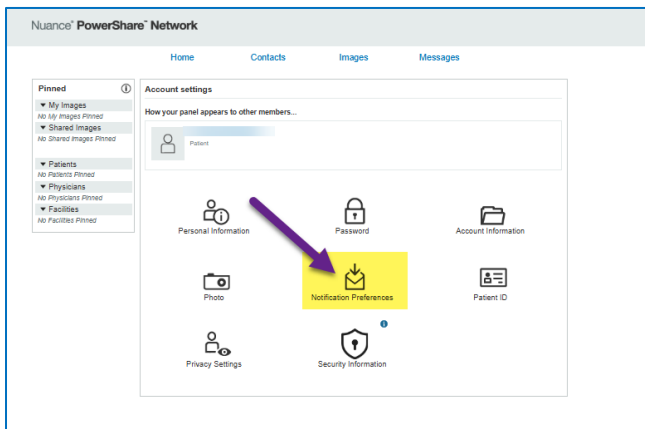 Nuance® PowerShare™ Network
Home Contacts Images Messages
Pinned
My Images
No My Images Pinned
Shared Images
No Shared Images Pinned
Patients
No Patients Pinned
Physicians
No Physicians Pinned
Facilities
No Facilities Pinned
Account settings
How your panel appears to other members...
Patient
Personal Information Password Account Information
Photo Notification Preferences Patient ID
Privacy Settings Security Information